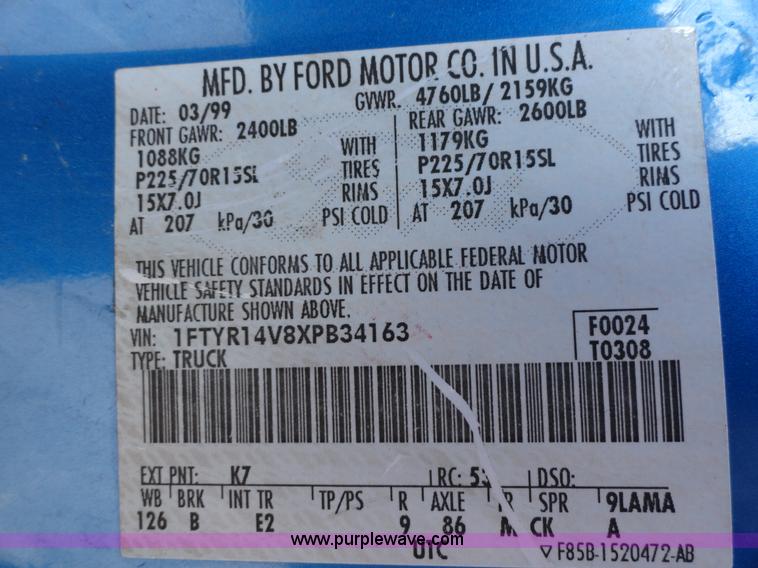 MFD. BY FORD MOTOR CO. IN U.S.A.
DATE: 03/99 GVWR. 4760LB/ 2159KG
FRONT GAWR: 2400LB REAR GAWR: 2600LB
1088KG WITH 1179KG WITH
P225/70R15SL TIRES P225/70R15SL TIRES
15X7.0J RIMS 15X7.0J RIMS
AT 207 kPa/30 PSI COLD AT 207 kPa/30 PSI COLD
THIS VEHICLE CONFORMS TO ALL APPLICABLE FEDERAL MOTOR
VEHICLE SAFETY STANDARDS IN EFFECT ON THE DATE OF
MANUFACTURE SHOWN ABOVE.
VIN: 1FTYR14V8XPB34163 F0024
TYPE: TRUCK T0308
EXT PNT: K7 RC: 53 DSO:
WB BRK INT TR TP/PS R AXLE TR SPR 9LAMA
126 B E2 9 86 M CK A
UTC F85B-1520472-AB
www.purplewave.com